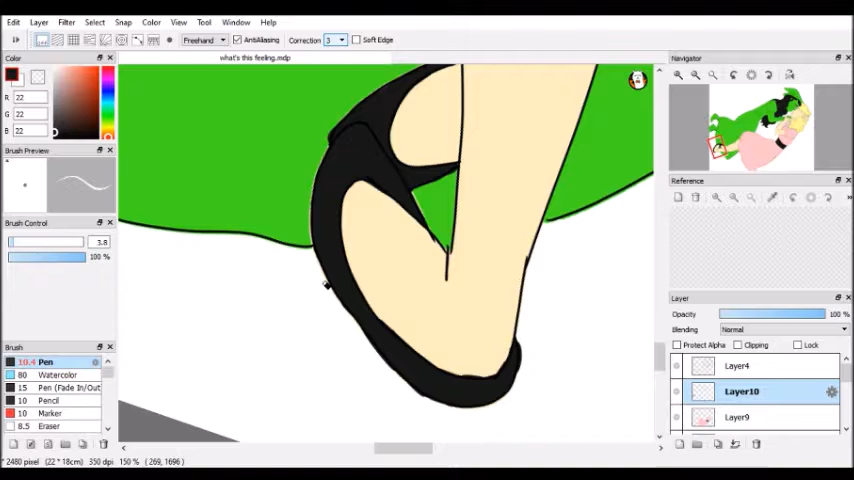 Edit Layer Filter Select Snap Color View Tool Window Help
Freehand AntiAliasing Correction 3 Soft Edge
what's this feeling.mdp
Color
R 22
G 22
B 22
Brush Preview
Brush Control
3.8
100 %
Brush
10.4 Pen
80 Watercolor
15 Pen (Fade In/Out
10 Pencil
10 Marker
8.5 Eraser
* 2480 pixel (22 * 18cm) 350 dpi 150 % ( 269, 1696)
Navigator
Reference
Layer
Opacity 100 %
Blending Normal
Protect Alpha Clipping Lock
Layer4
Layer10
Layer9